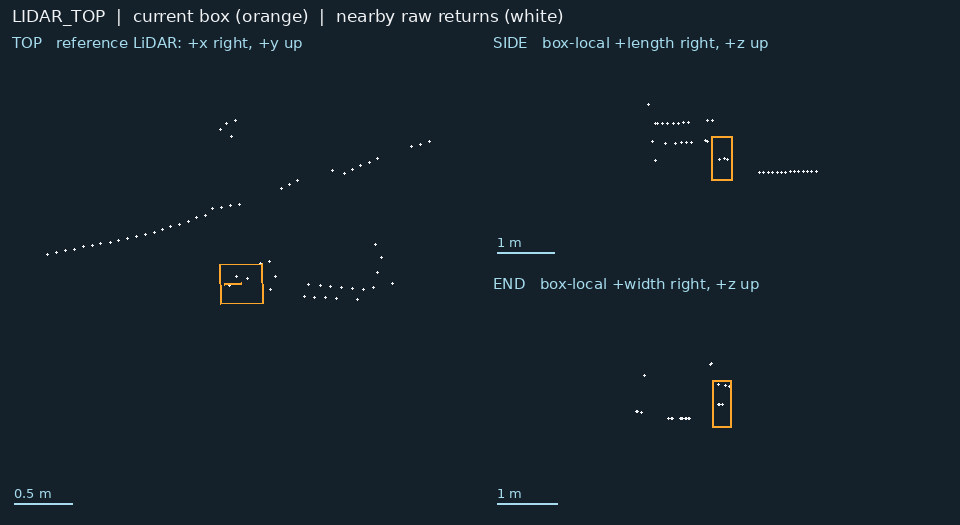 LIDAR_TOP | current box (orange) | nearby raw returns (white)
TOP reference LiDAR: +x right, +y up
SIDE box-local +length right, +z up
1 m
END box-local +width right, +z up
0.5 m
1 m